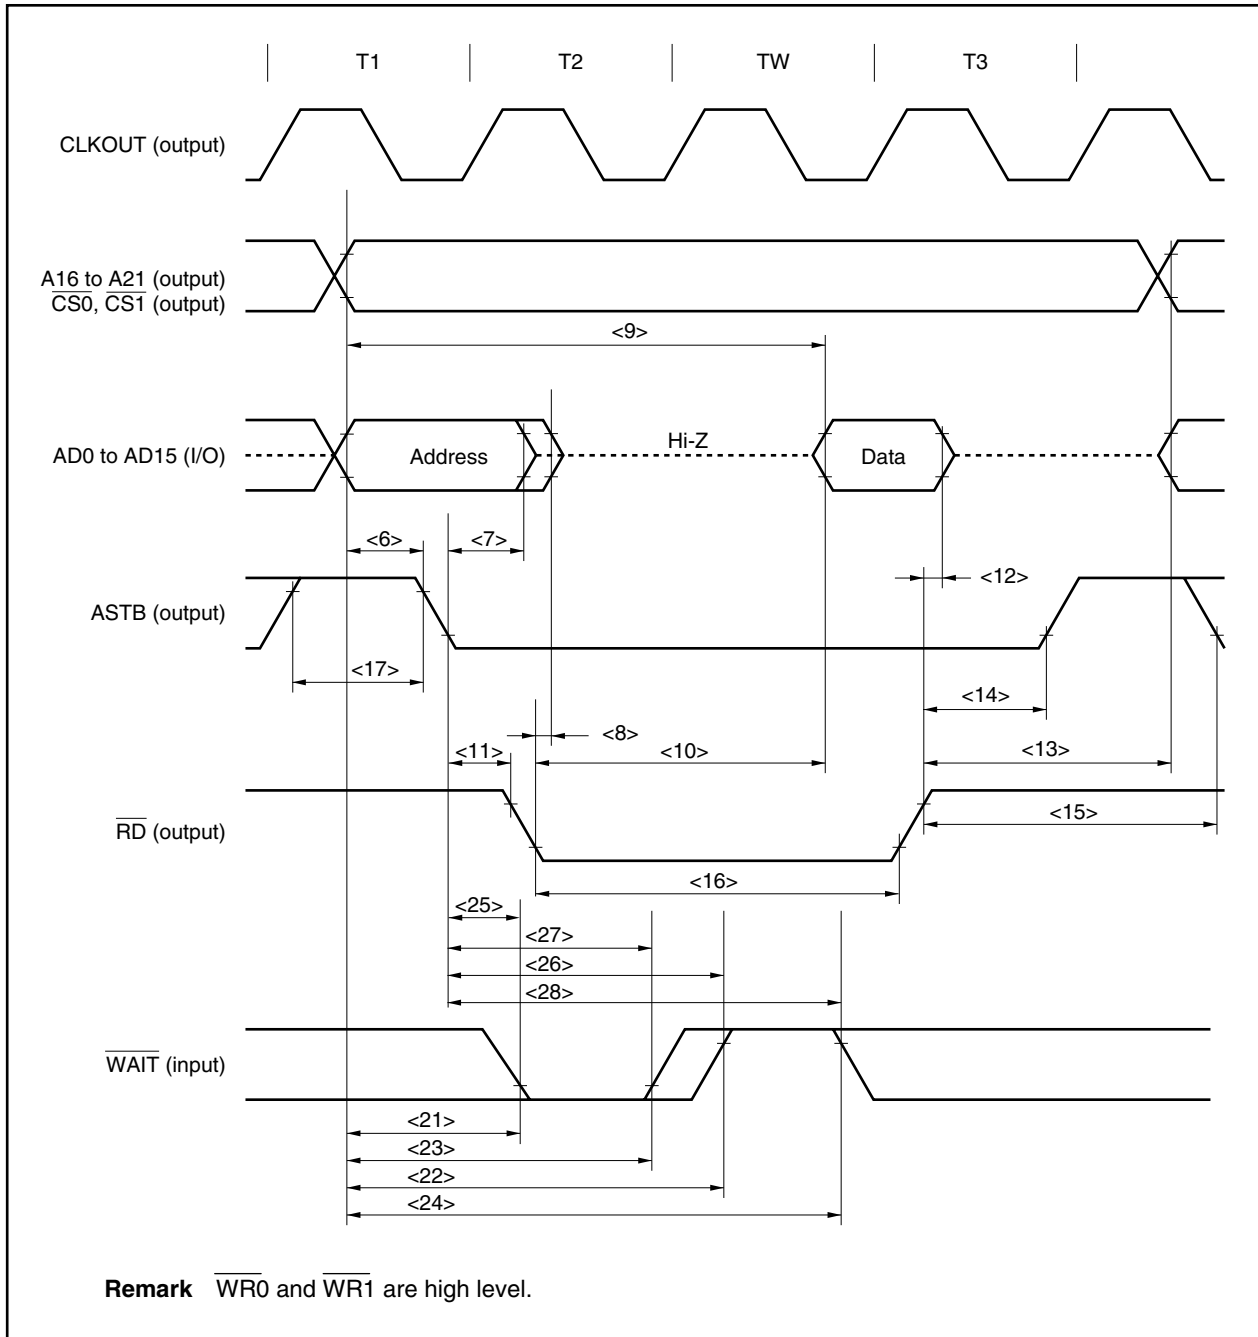 T1 T2 TW T3
CLKOUT (output)
A16 to A21 (output)
CS0, CS1 (output)
<9>
Hi-Z
AD0 to AD15 (I/O) Address Data
<6> <7>
<12>
ASTB (output)
<17>
<14>
<8>
<11> <10> <13>
<15>
RD (output)
<16>
<25>
<27>
<26>
<28>
WAIT (input)
<21>
<23>
<22>
<24>
Remark WR0 and WR1 are high level.